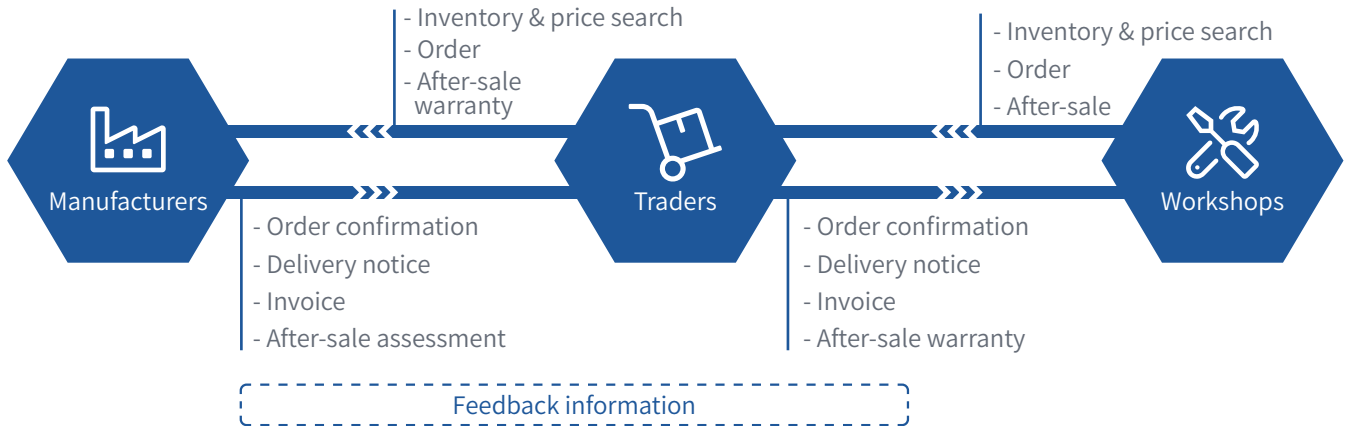 - Inventory & price search
- Order
- After-sale
warranty
- Inventory & price search
- Order
- After-sale
Manufacturers
Traders
Workshops
- Order confirmation
- Delivery notice
- Invoice
- After-sale assessment
- Order confirmation
- Delivery notice
- Invoice
- After-sale warranty
Feedback information